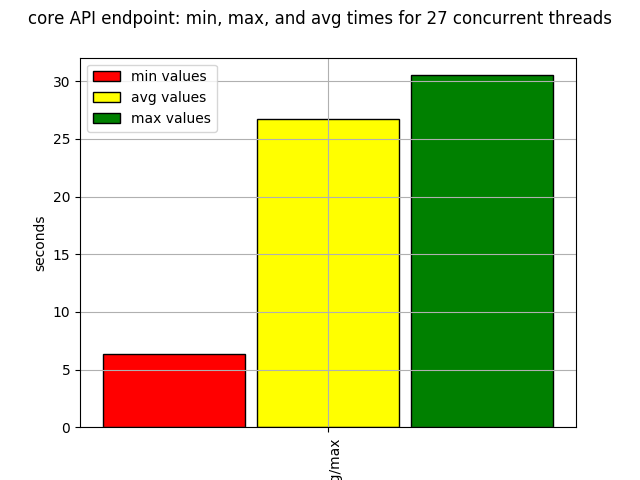 core API endpoint: min, max, and avg times for 27 concurrent threads
min values
avg values
max values
30
25
20
15
10
5
0
seconds
g/max